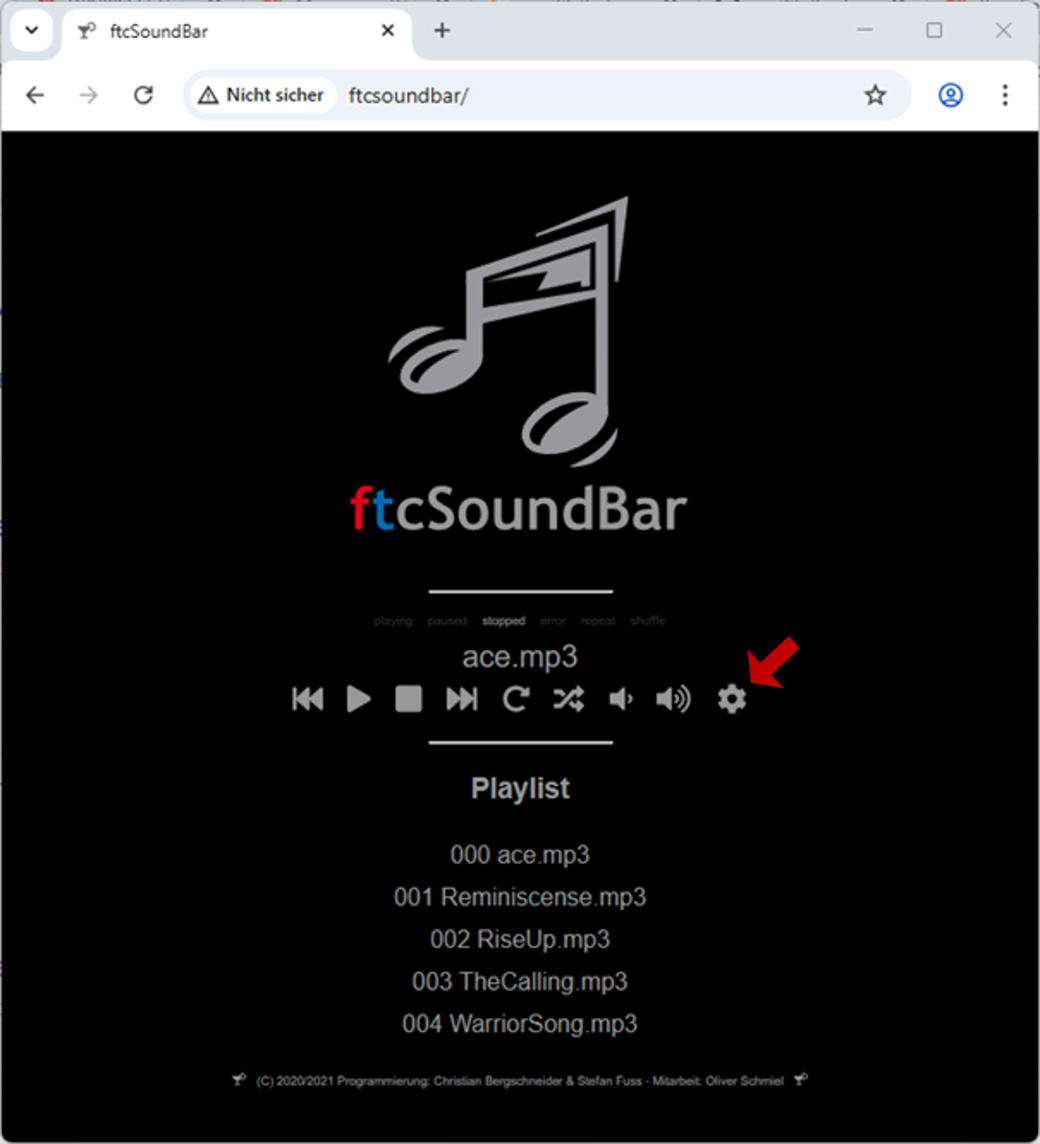 ftcSoundBar
Nicht sicher ftcsoundbar/
ftcSoundBar
playing paused stopped error repeat shuffle
ace.mp3
Playlist
000 ace.mp3
001 Reminiscense.mp3
002 RiseUp.mp3
003 TheCalling.mp3
004 WarriorSong.mp3
(C) 2020/2021 Programmierung: Christian Bergschneider & Stefan Fuss - Mitarbeit: Oliver Schmiel